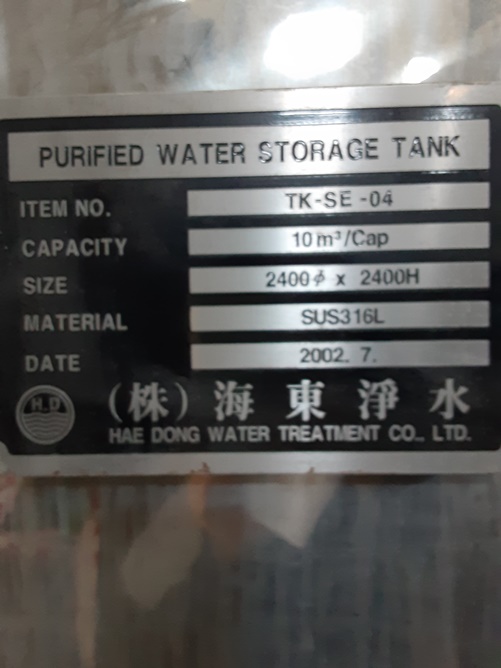 PURIFIED WATER STORAGE TANK
ITEM NO. TK-SE -04
CAPACITY 10m³/Cap
SIZE 2400φ x 2400H
MATERIAL SUS316L
DATE 2002. 7.
H.D
(株) 海東淨水
HAE DONG WATER TREATMENT CO., LTD.